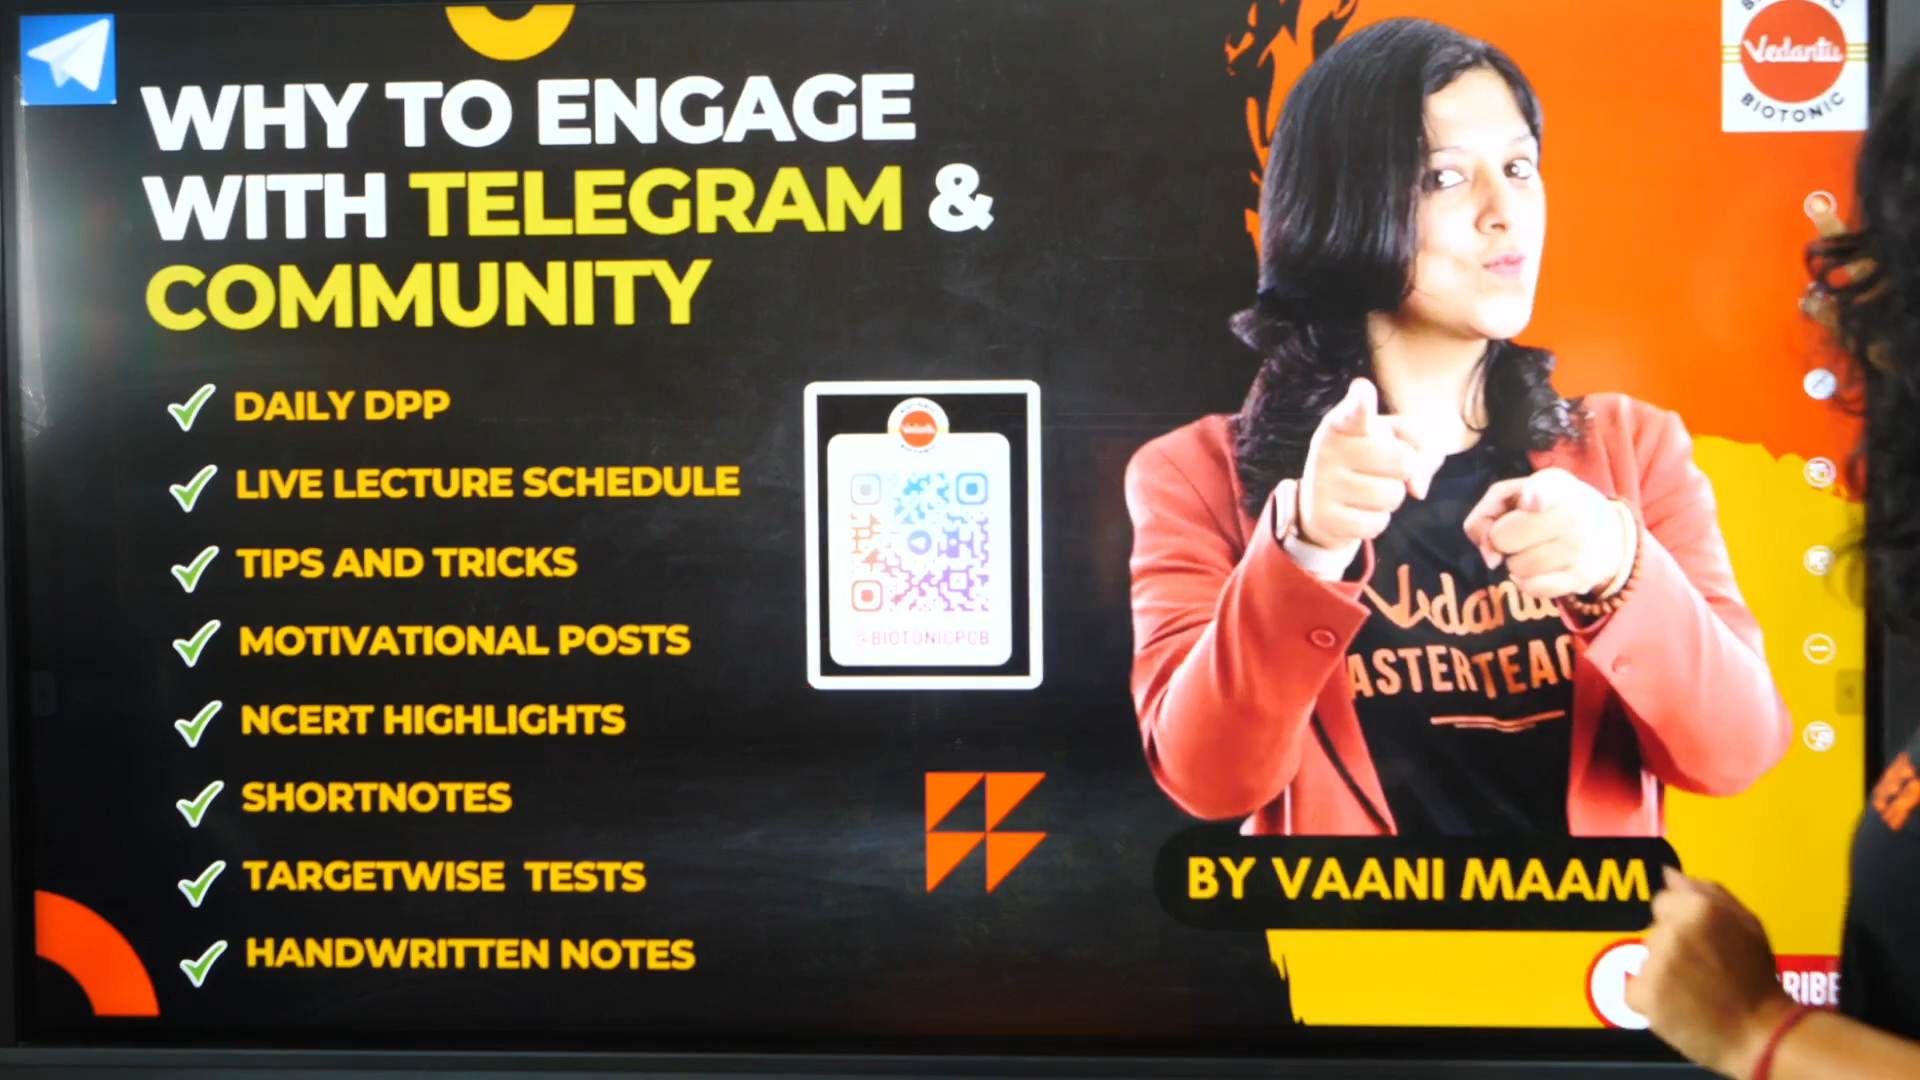 WHY TO ENGAGE
WITH TELEGRAM &
COMMUNITY
DAILY DPP
LIVE LECTURE SCHEDULE
TIPS AND TRICKS
MOTIVATIONAL POSTS
NCERT HIGHLIGHTS
SHORTNOTES
TARGETWISE TESTS
HANDWRITTEN NOTES
Vedantu
@BIOTONICPCB
Vedantu
BIOTONIC
BY VAANI MAAM